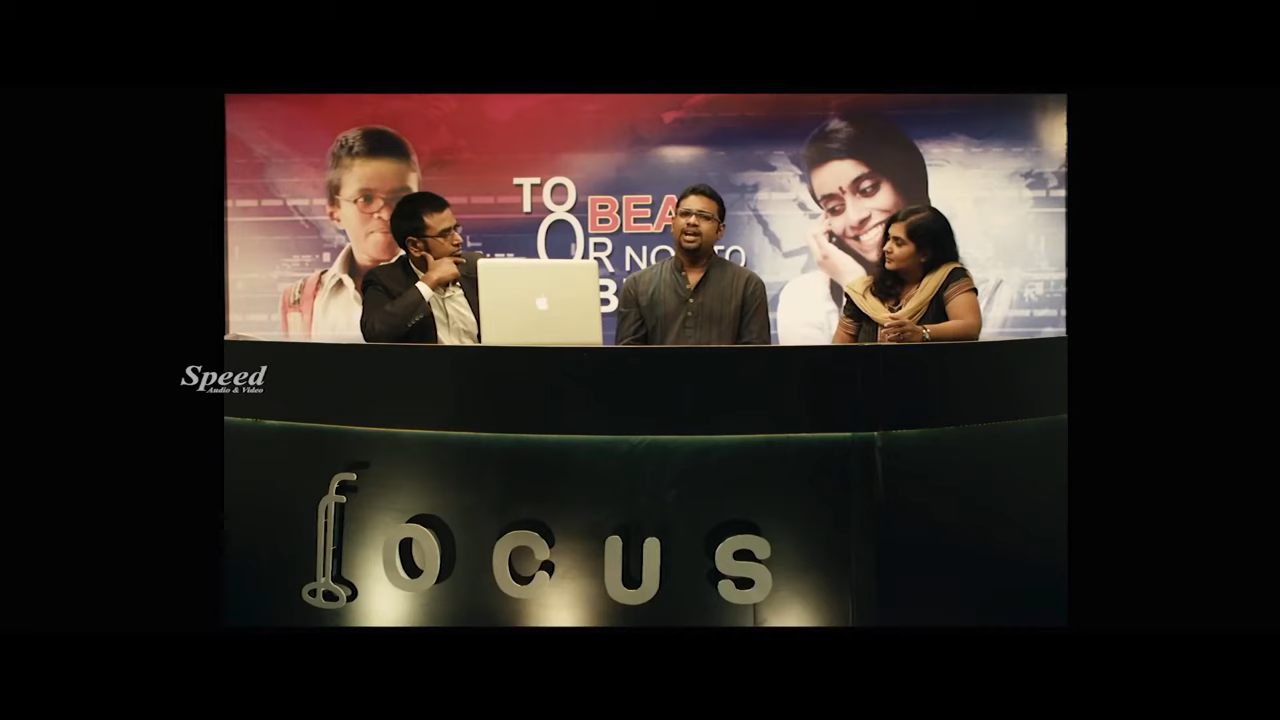 TO
BEA
OR NO TO
B
Speed
Audio & Video
focus